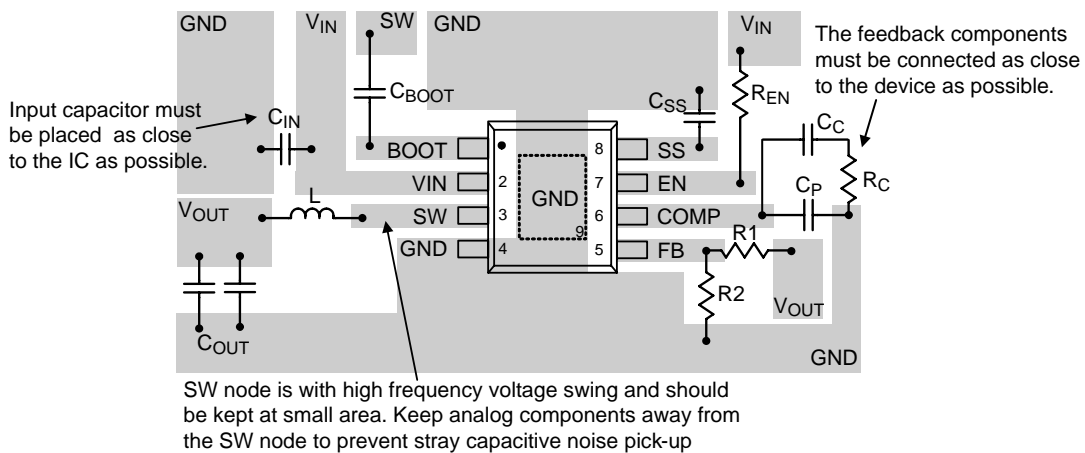 GND
VIN
SW
GND
VIN
The feedback components
must be connected as close
to the device as possible.
Input capacitor must
be placed as close
to the IC as possible.
CIN
CBOOT
CSS
REN
CC
RC
CP
BOOT
8
SS
VIN
2
GND
7
EN
L
VOUT
SW
3
6
COMP
9
GND
4
5
FB
R1
R2
VOUT
COUT
GND
SW node is with high frequency voltage swing and should
be kept at small area. Keep analog components away from
the SW node to prevent stray capacitive noise pick-up